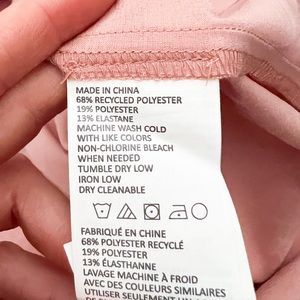 MADE IN CHINA
68% RECYCLED POLYESTER
19% POLYESTER
13% ELASTANE
MACHINE WASH COLD
WITH LIKE COLORS
NON-CHLORINE BLEACH
WHEN NEEDED
TUMBLE DRY LOW
IRON LOW
DRY CLEANABLE
FABRIQUÉ EN CHINE
68% POLYESTER RECYCLÉ
19% POLYESTER
13% ÉLASTHANNE
LAVAGE MACHINE À FROID
AVEC DES COULEURS SIMILAIRES
UTILISER SEULEMENT UN